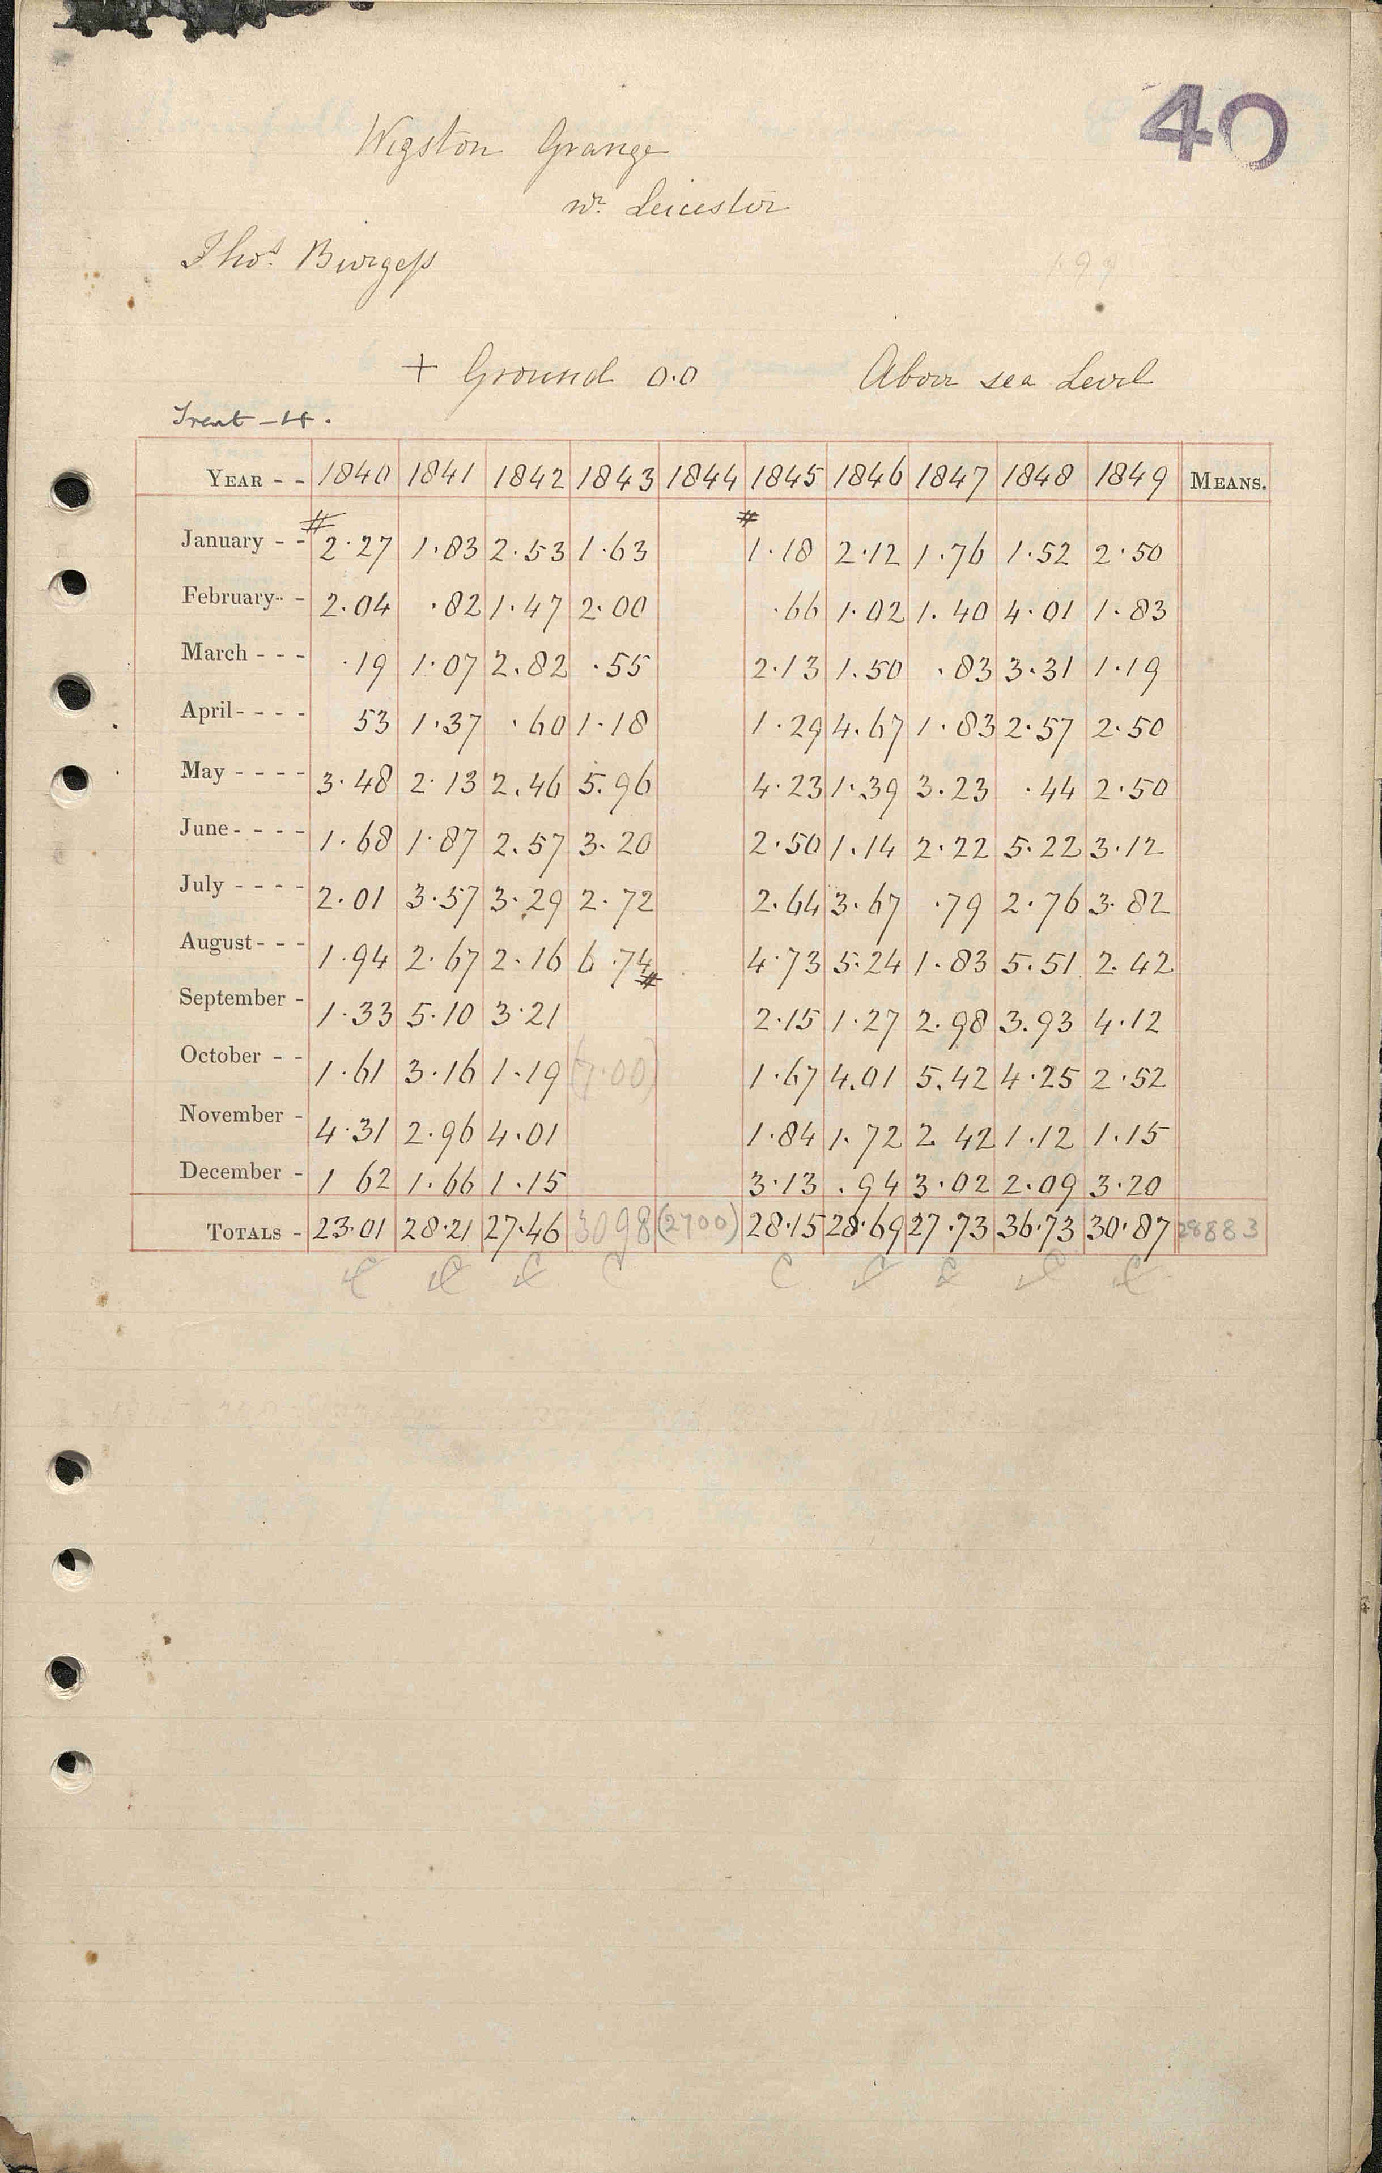 40
Wigston Grange
nr. Leicester
Thos. Burgess
+ Ground 0.0 Above sea Level
Trent - 4.
YEAR - - 1840 1841 1842 1843 1844 1845 1846 1847 1848 1849 MEANS.
# #
January - - 2.27 1.83 2.53 1.63 1.18 2.12 1.76 1.52 2.50
February - - 2.04 .82 1.47 2.00 .66 1.02 1.40 4.01 1.83
March - - - .19 1.07 2.82 .55 2.13 1.50 .83 3.31 1.19
April - - - - 53 1.37 .60 1.18 1.29 4.67 1.83 2.57 2.50
May - - - - 3.48 2.13 2.46 5.96 4.23 1.39 3.23 .44 2.50
June - - - - 1.68 1.87 2.57 3.20 2.50 1.14 2.22 5.22 3.12
July - - - - 2.01 3.57 3.29 2.72 2.64 3.67 .79 2.76 3.82
August - - - 1.94 2.67 2.16 6.74 # 4.73 5.24 1.83 5.51 2.42
September - 1.33 5.10 3.21 2.15 1.27 2.98 3.93 4.12
October - - 1.61 3.16 1.19 (7.00) 1.67 4.01 5.42 4.25 2.52
November - 4.31 2.96 4.01 1.84 1.72 2 42 1.12 1.15
December - 1 62 1.66 1.15 3.13 .94 3.02 2.09 3.20
TOTALS - 23.01 28.21 27.46 3098 (2700) 28.15 28.69 27.73 36.73 30.87 28883